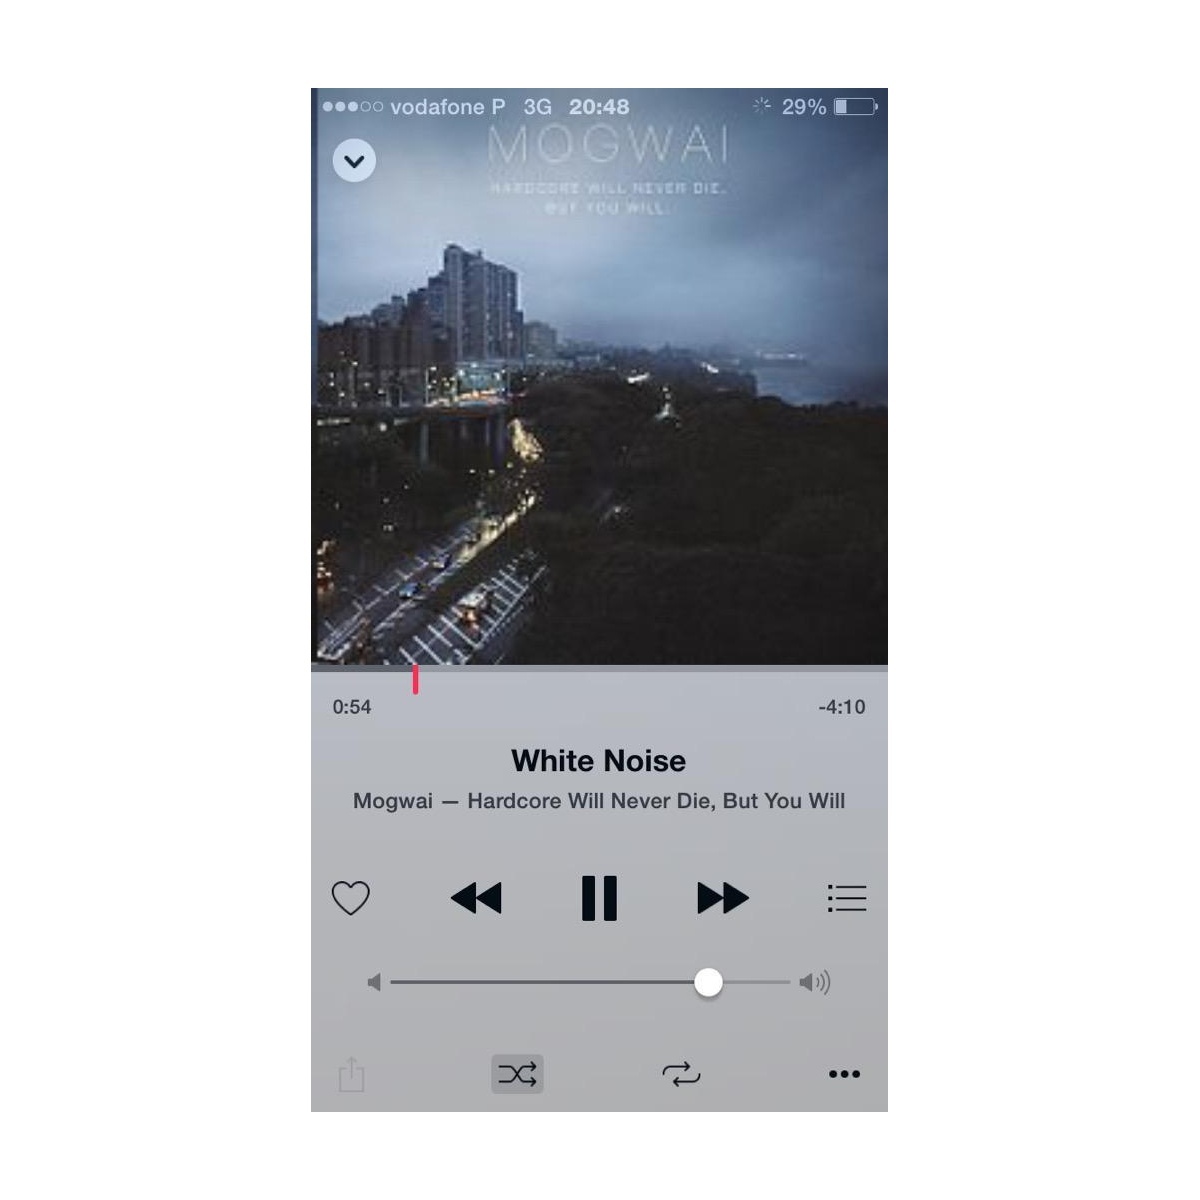 vodafone P 3G 20:48 29%
MOGWAI
HARDCORE WILL NEVER DIE,
BUT YOU WILL.
0:54 -4:10
White Noise
Mogwai — Hardcore Will Never Die, But You Will